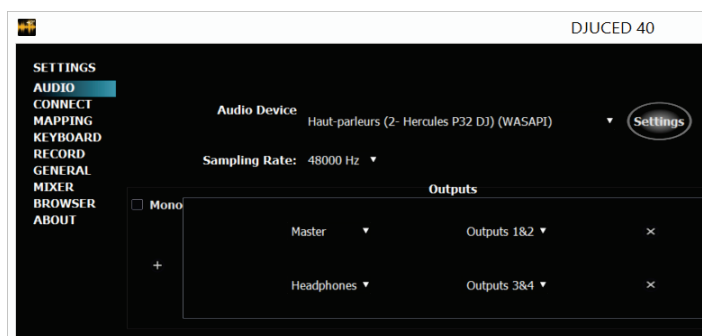 DJUCED 40
SETTINGS
AUDIO
CONNECT
MAPPING
KEYBOARD
RECORD
GENERAL
MIXER
BROWSER
ABOUT
Audio Device
Haut-parleurs (2- Hercules P32 DJ) (WASAPI)
Settings
Sampling Rate: 48000 Hz
Outputs
Mono
Master Outputs 1&2 ×
+
Headphones Outputs 3&4 ×